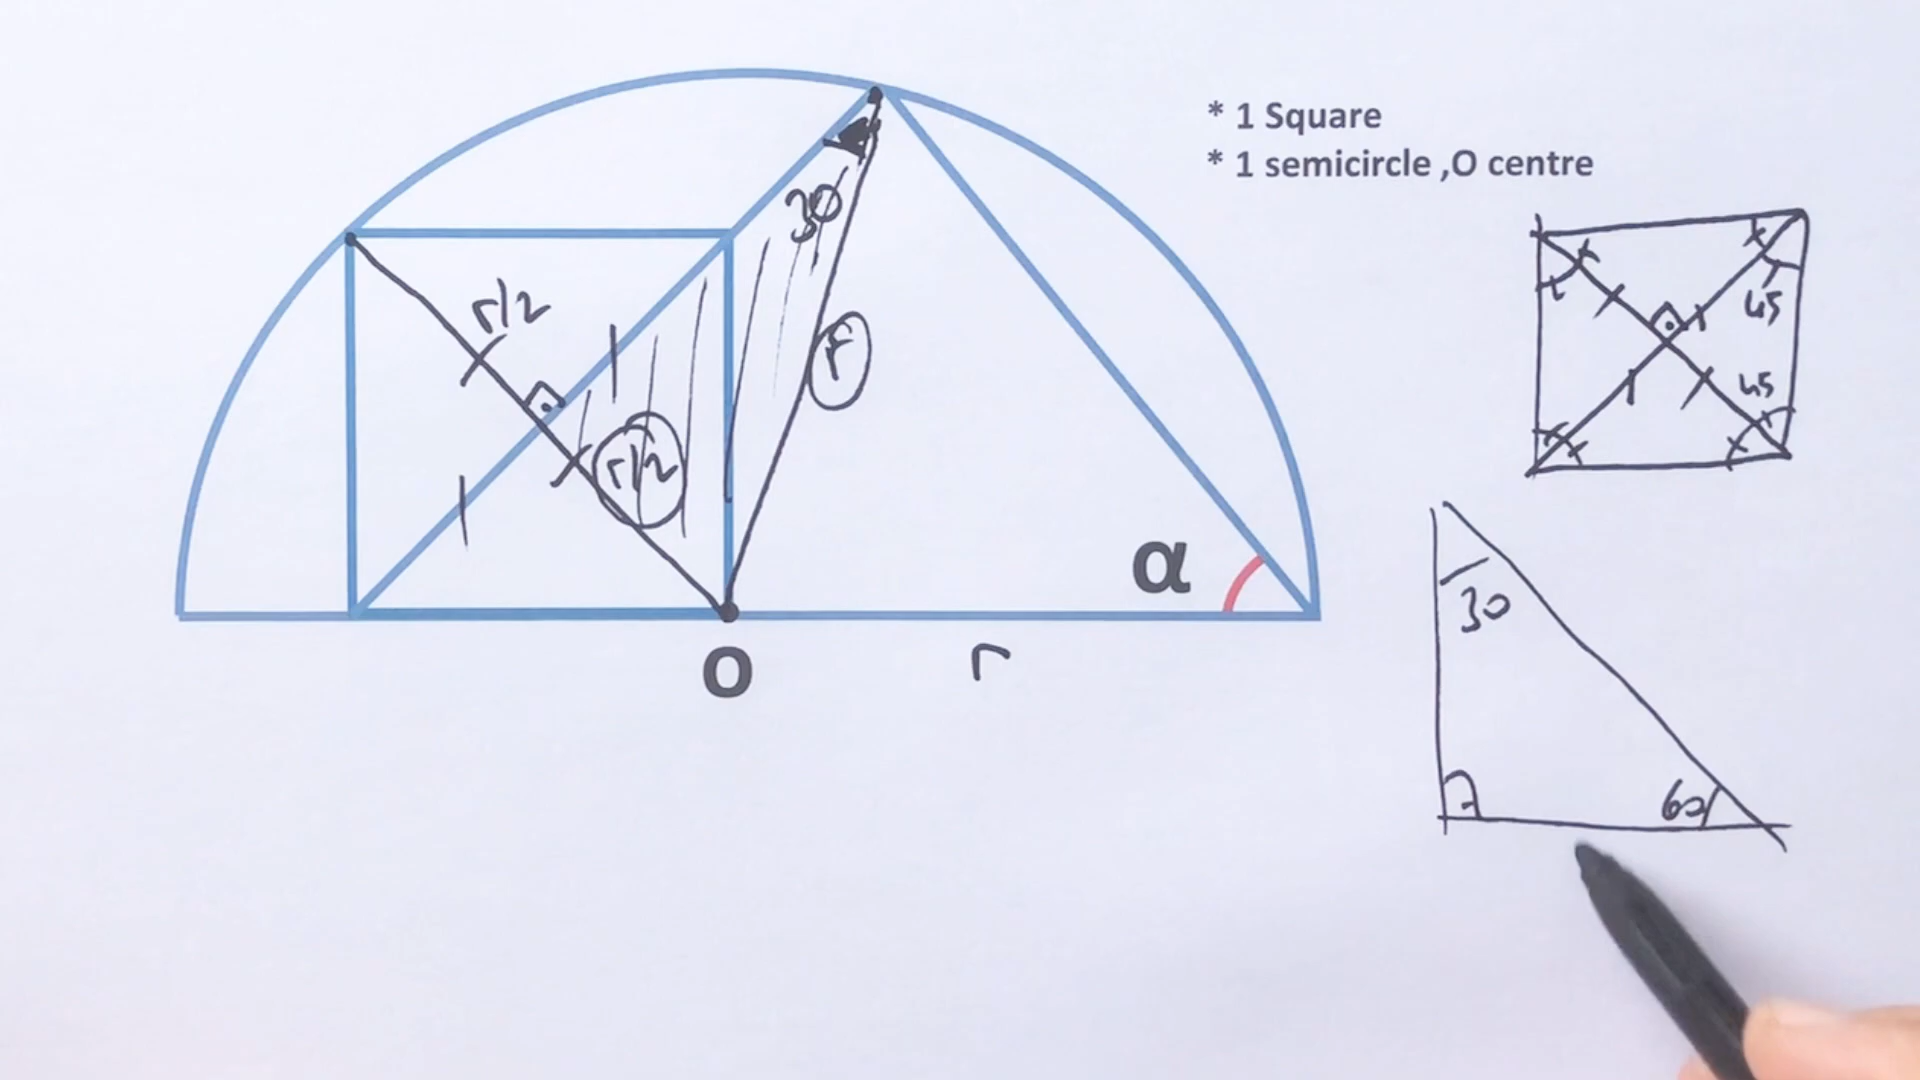 * 1 Square
* 1 semicircle ,O centre
30
r/2
r
r/2
45
45
α
O
r
30
60